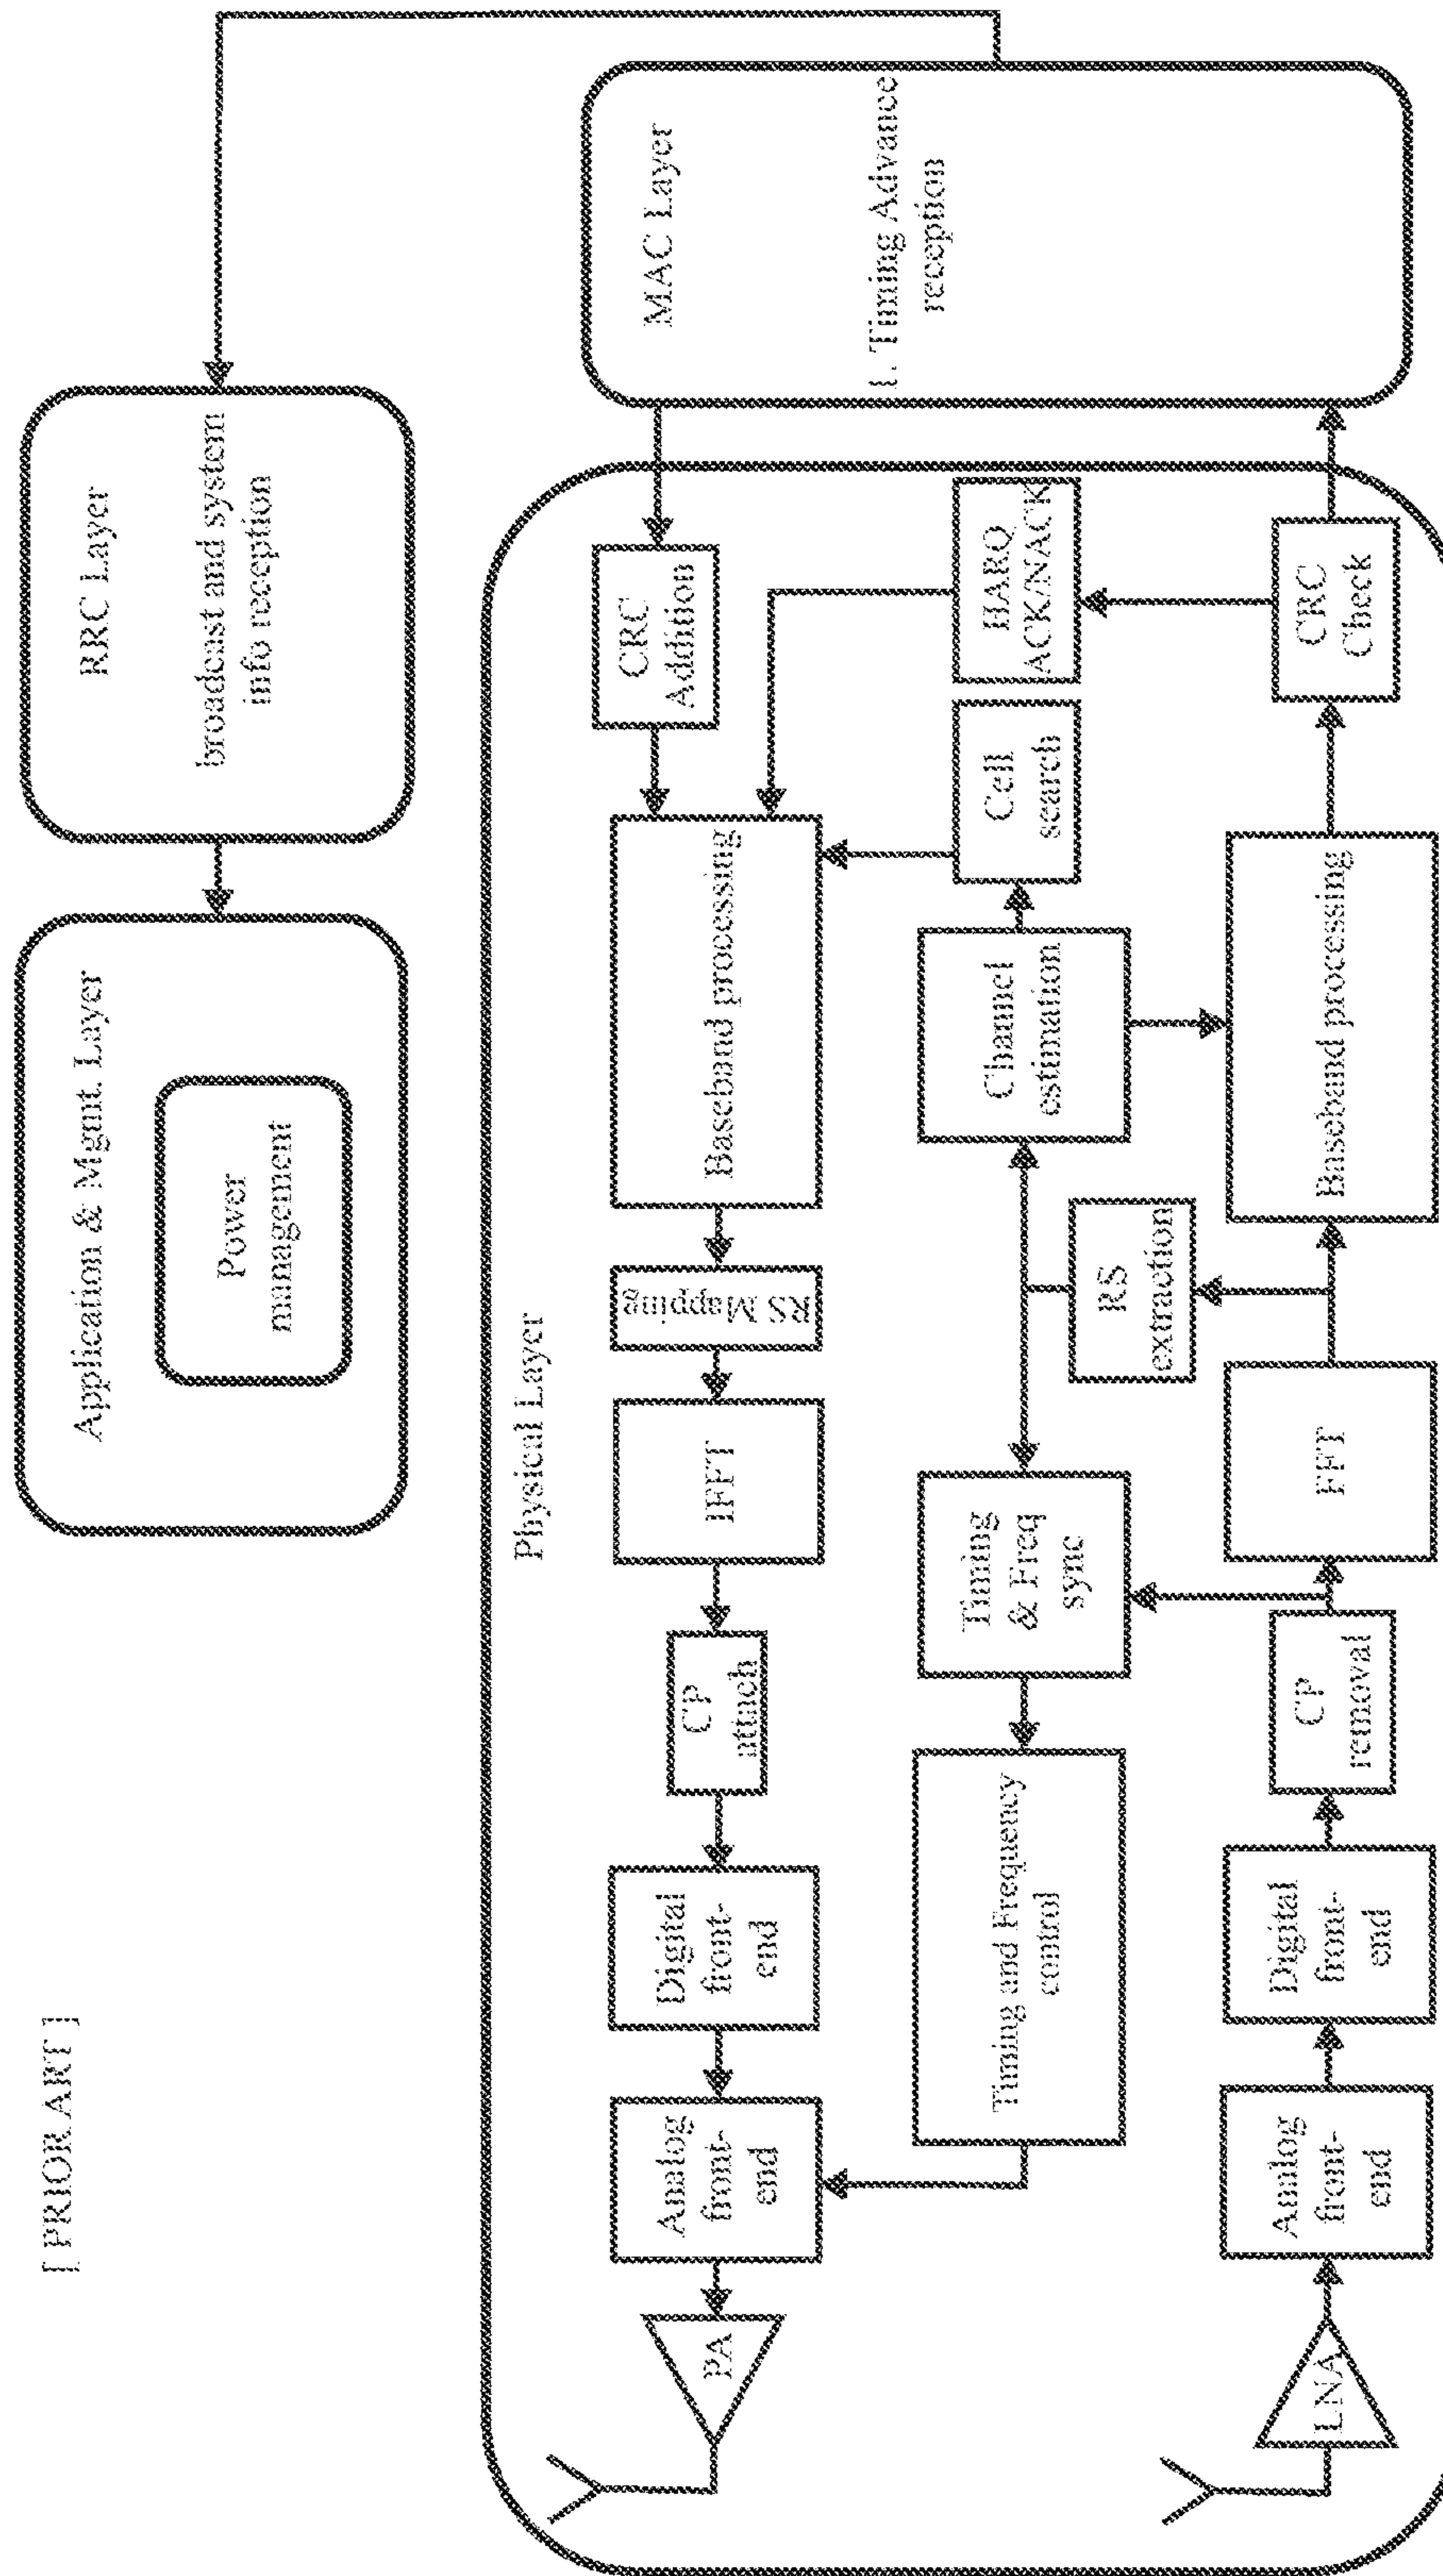 [ PRIOR ART ]
Application & Mgmt. Layer
Power
management
RRC Layer
broadcast and system
info reception
Physical Layer
PA
Analog
front-
end
Digital
front-
end
CP
attach
IFFT
RS Mapping
Baseband processing
CRC
Addition
MAC Layer
1. Timing Advance
reception
Timing and Frequency
control
Timing
& Freq
sync
Channel
estimation
Cell
search
HARQ
ACK/NACK
RS
extraction
LNA
Analog
front-
end
Digital
front-
end
CP
removal
FFT
Baseband processing
CRC
Check